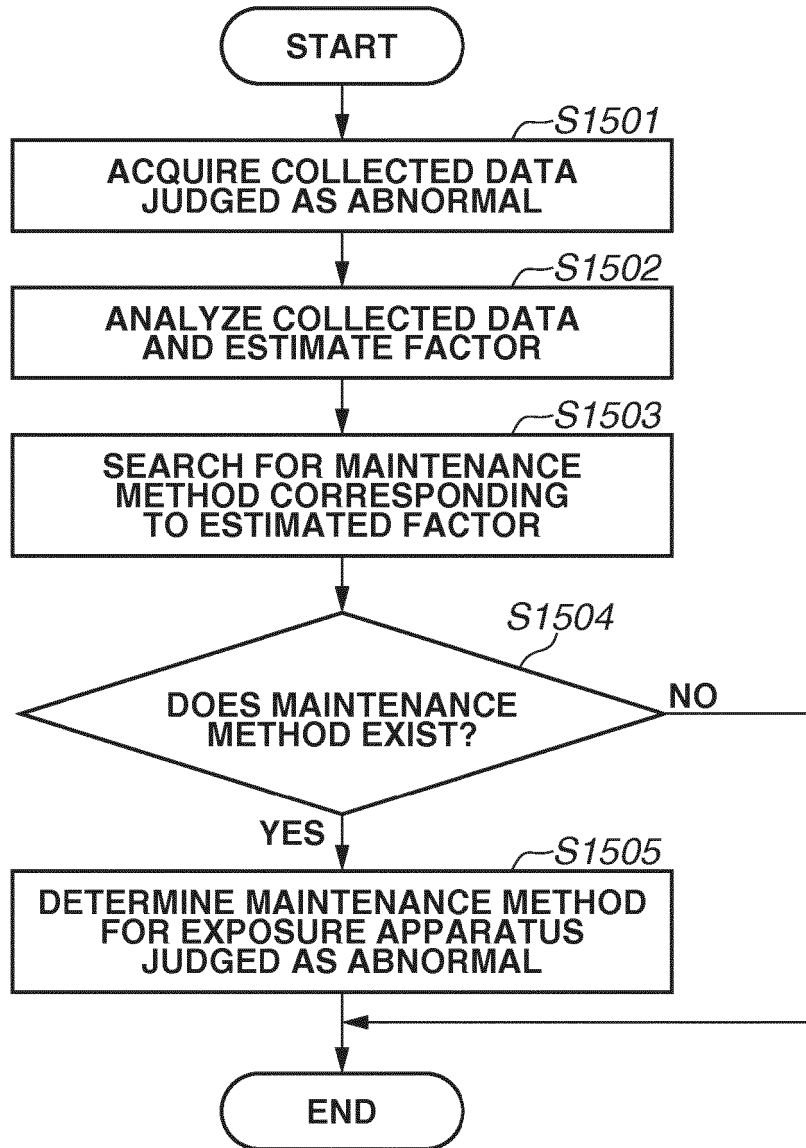 START
S1501
ACQUIRE COLLECTED DATA
JUDGED AS ABNORMAL
S1502
ANALYZE COLLECTED DATA
AND ESTIMATE FACTOR
S1503
SEARCH FOR MAINTENANCE
METHOD CORRESPONDING
TO ESTIMATED FACTOR
S1504
DOES MAINTENANCE
METHOD EXIST?
NO
YES
S1505
DETERMINE MAINTENANCE METHOD
FOR EXPOSURE APPARATUS
JUDGED AS ABNORMAL
END